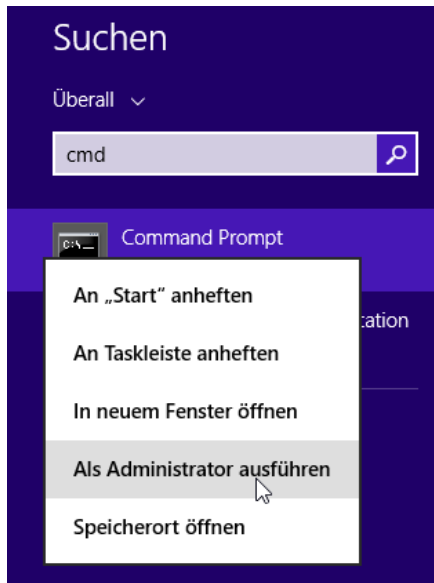 Suchen
Überall
cmd
C:\_
Command Prompt
An „Start“ anheften
tation
An Taskleiste anheften
In neuem Fenster öffnen
Als Administrator ausführen
Speicherort öffnen